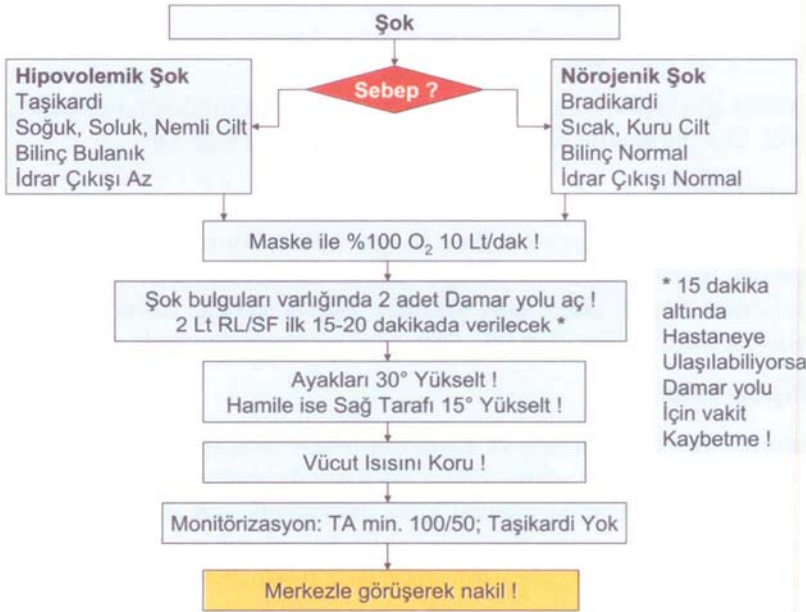 Şok
Sebep ?
Hipovolemik Şok
Taşikardi
Soğuk, Soluk, Nemli Cilt
Bilinç Bulanık
İdrar Çıkışı Az
Nörojenik Şok
Bradikardi
Sıcak, Kuru Cilt
Bilinç Normal
İdrar Çıkışı Normal
Maske ile %100 O₂ 10 Lt/dak !
Şok bulguları varlığında 2 adet Damar yolu aç !
2 Lt RL/SF ilk 15-20 dakikada verilecek *
* 15 dakika
altında
Hastaneye
Ulaşılabiliyorsa
Damar yolu
İçin vakit
Kaybetme !
Ayakları 30° Yükselt !
Hamile ise Sağ Tarafı 15° Yükselt !
Vücut Isısını Koru !
Monitörizasyon: TA min. 100/50; Taşikardi Yok
Merkezle görüşerek nakil !